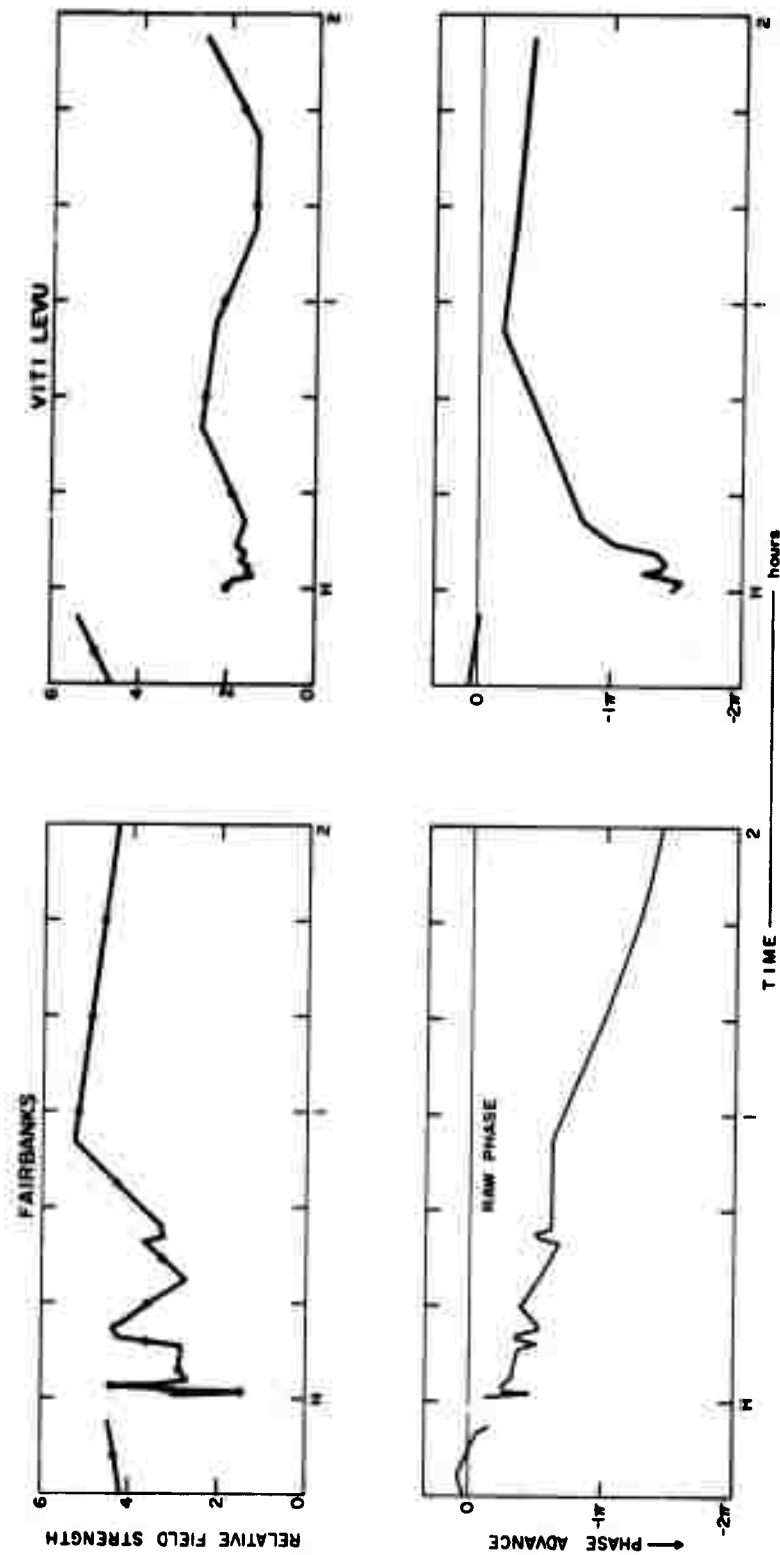 FAIRBANKS
RELATIVE FIELD STRENGTH
6
4
2
0
H
1
2
VITI LEVU
6
4
2
0
H
1
2
RAW PHASE
← PHASE ADVANCE
0
-1π
-2π
H
1
2
0
-1π
-2π
H
1
2
TIME
hours